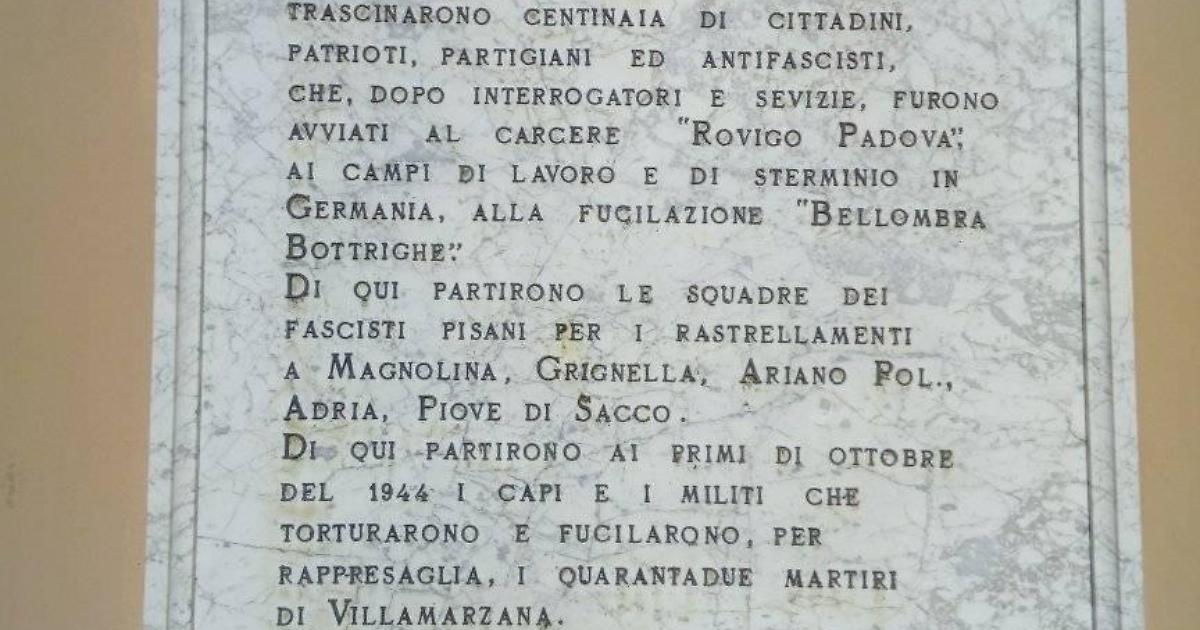 TRASCINARONO CENTINAIA DI CITTADINI,
PATRIOTI, PARTIGIANI ED ANTIFASCISTI,
CHE, DOPO INTERROGATORI E SEVIZIE, FURONO
AVVIATI AL CARCERE "ROVIGO PADOVA",
AI CAMPI DI LAVORO E DI STERMINIO IN
GERMANIA, ALLA FUCILAZIONE "BELLOMBRA
BOTTRIGHE".
DI QUI PARTIRONO LE SQUADRE DEI
FASCISTI PISANI PER I RASTRELLAMENTI
A MAGNOLINA, GRIGNELLA, ARIANO POL.,
ADRIA, PIOVE DI SACCO.
DI QUI PARTIRONO AI PRIMI DI OTTOBRE
DEL 1944 I CAPI E I MILITI CHE
TORTURARONO E FUCILARONO, PER
RAPPRESAGLIA, I QUARANTADUE MARTIRI
DI VILLAMARZANA.